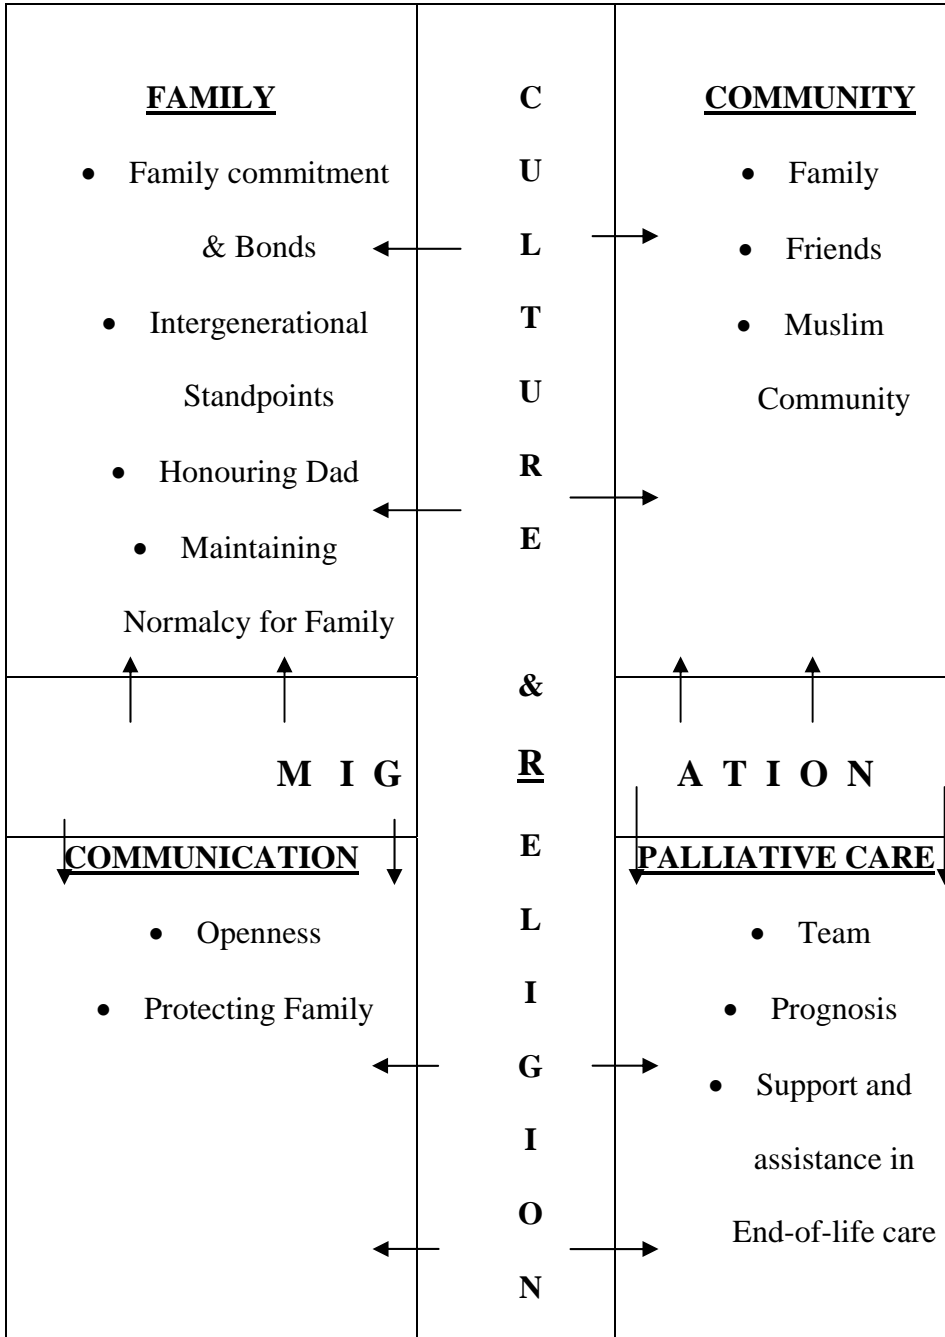 FAMILY
• Family commitment
& Bonds
• Intergenerational
Standpoints
• Honouring Dad
• Maintaining
Normalcy for Family
C
U
L
T
U
R
E
&
R
E
L
I
G
I
O
N
COMMUNITY
• Family
• Friends
• Muslim
Community
M I G
A T I O N
COMMUNICATION
• Openness
• Protecting Family
PALLIATIVE CARE
• Team
• Prognosis
• Support and
assistance in
End-of-life care